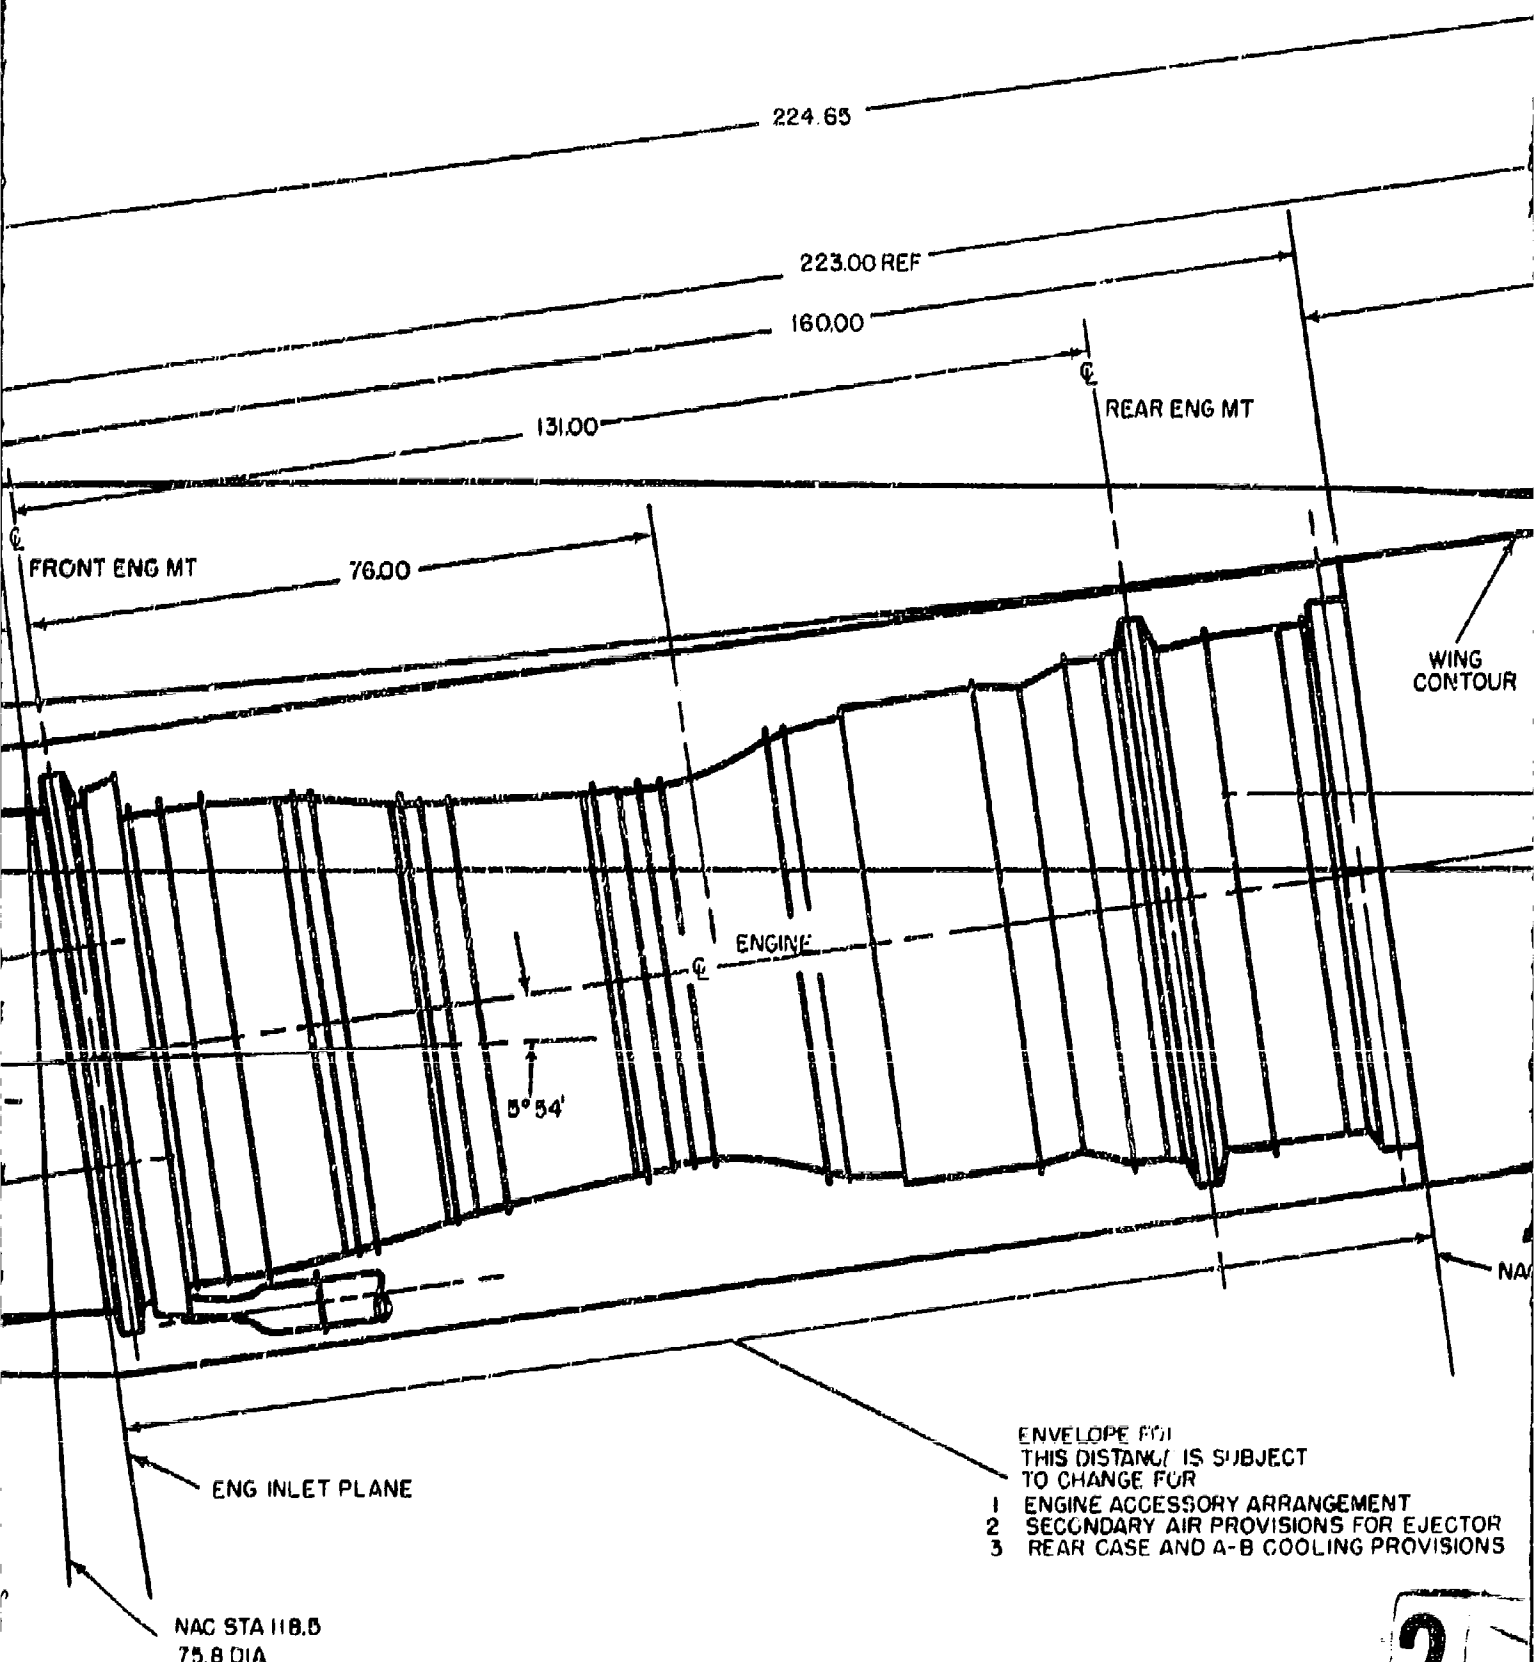 224.65
223.00 REF
160.00
℄
REAR ENG MT
131.00
℄
FRONT ENG MT
76.00
WING
CONTOUR
ENGINE
℄
5°54'
ENVELOPE
THIS DISTANCE IS SUBJECT
TO CHANGE FOR
1 ENGINE ACCESSORY ARRANGEMENT
2 SECONDARY AIR PROVISIONS FOR EJECTOR
3 REAR CASE AND A-B COOLING PROVISIONS
ENG INLET PLANE
NAC STA 118.5
75.8 DIA
2